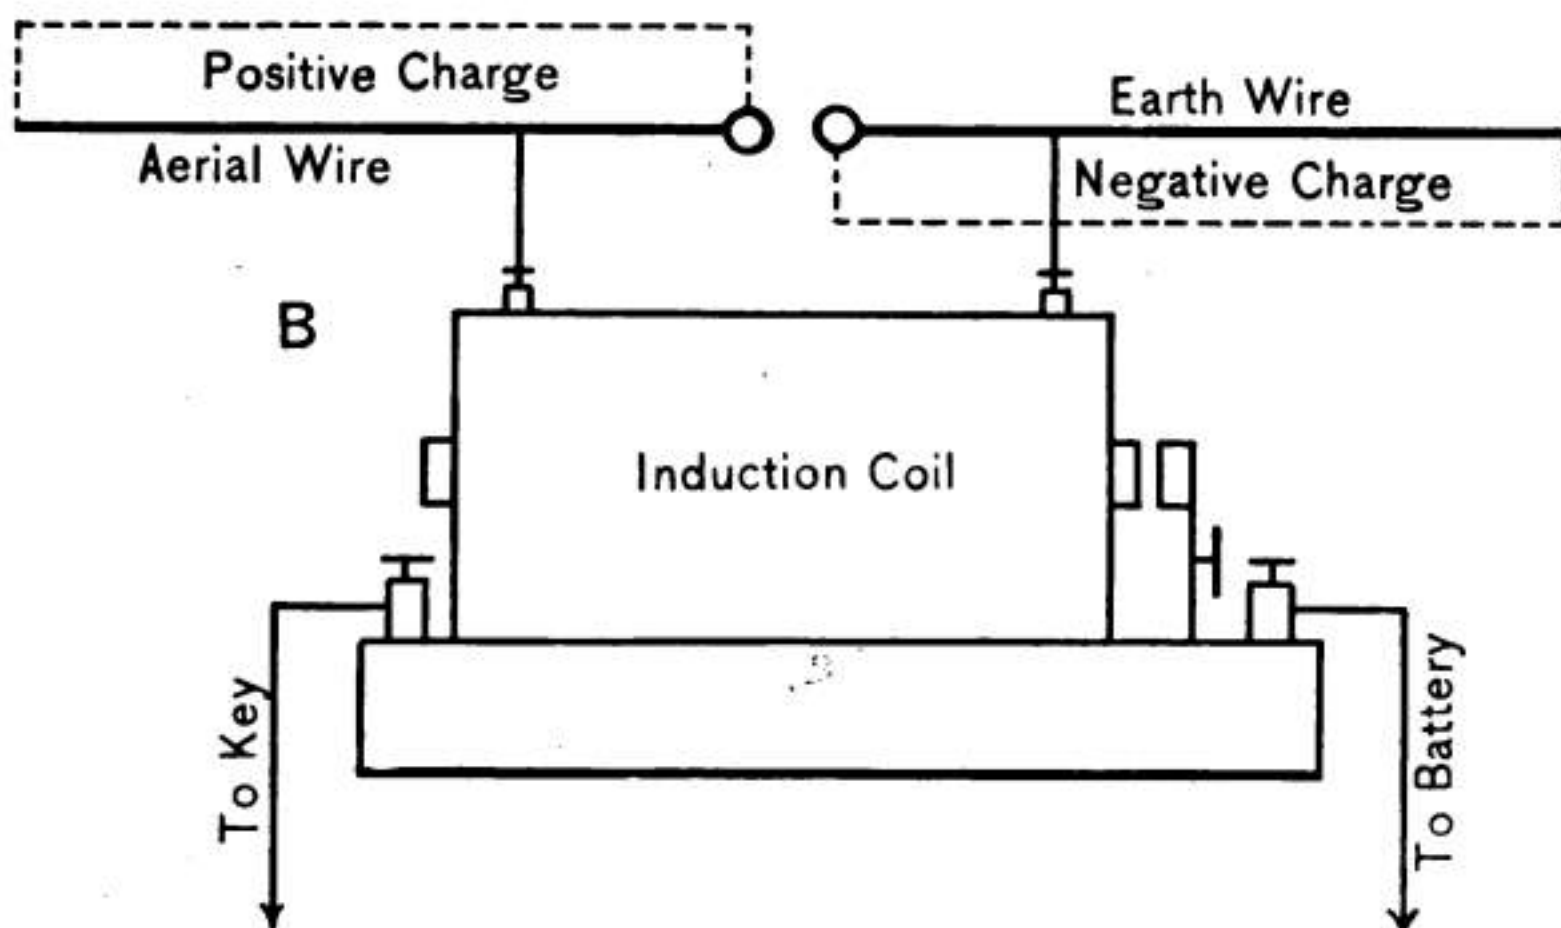 Positive Charge
Earth Wire
Aerial Wire
Negative Charge
B
Induction Coil
To Key
To Battery